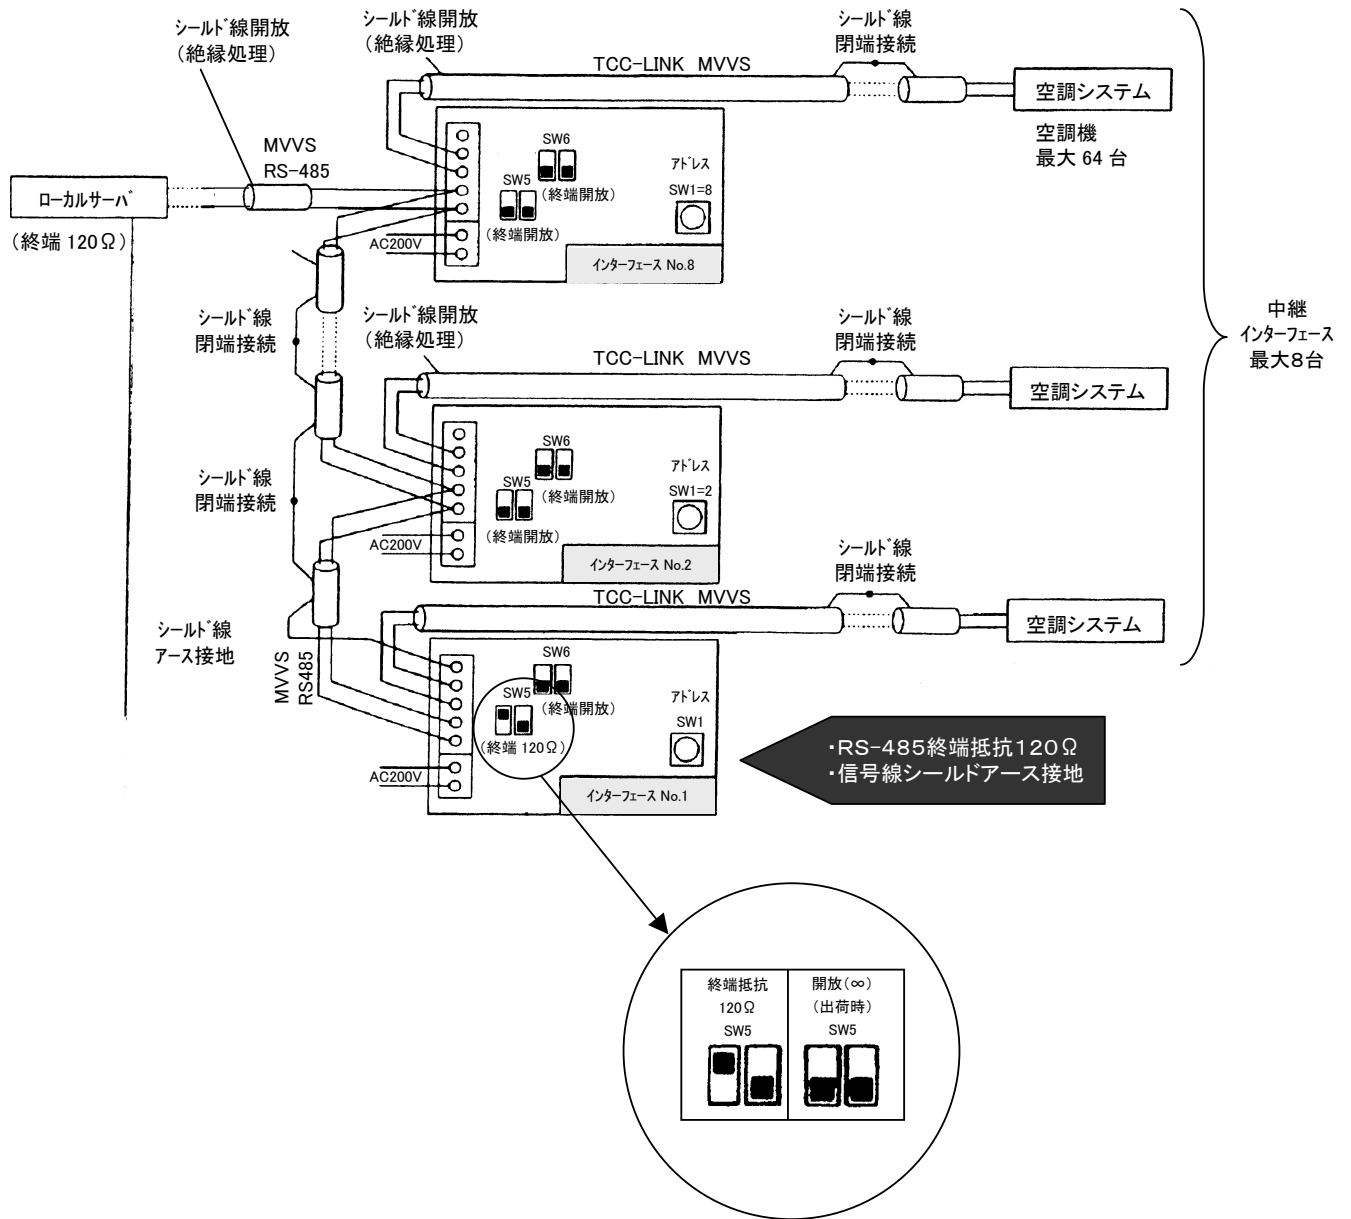 シールド線開放
(絶縁処理)
シールド線開放
(絶縁処理)
シールド線
閉端接続
TCC-LINK MVVS
空調システム
空調機
最大 64 台
MVVS
RS-485
ローカルサーバ
(終端 120Ω)
SW6
(終端開放)
SW5
(終端開放)
アドレス
SW1=8
AC200V
インターフェース No.8
シールド線
閉端接続
シールド線開放
(絶縁処理)
シールド線
閉端接続
TCC-LINK MVVS
空調システム
中継
インターフェース
最大8台
SW6
(終端開放)
SW5
(終端開放)
アドレス
SW1=2
シールド線
閉端接続
AC200V
インターフェース No.2
シールド線
閉端接続
TCC-LINK MVVS
空調システム
シールド線
アース接地
MVVS
RS485
SW6
(終端開放)
SW5
(終端 120Ω)
アドレス
SW1
AC200V
インターフェース No.1
・RS-485終端抵抗120Ω
・信号線シールドアース接地
終端抵抗
120Ω
SW5
開放(∞)
(出荷時)
SW5